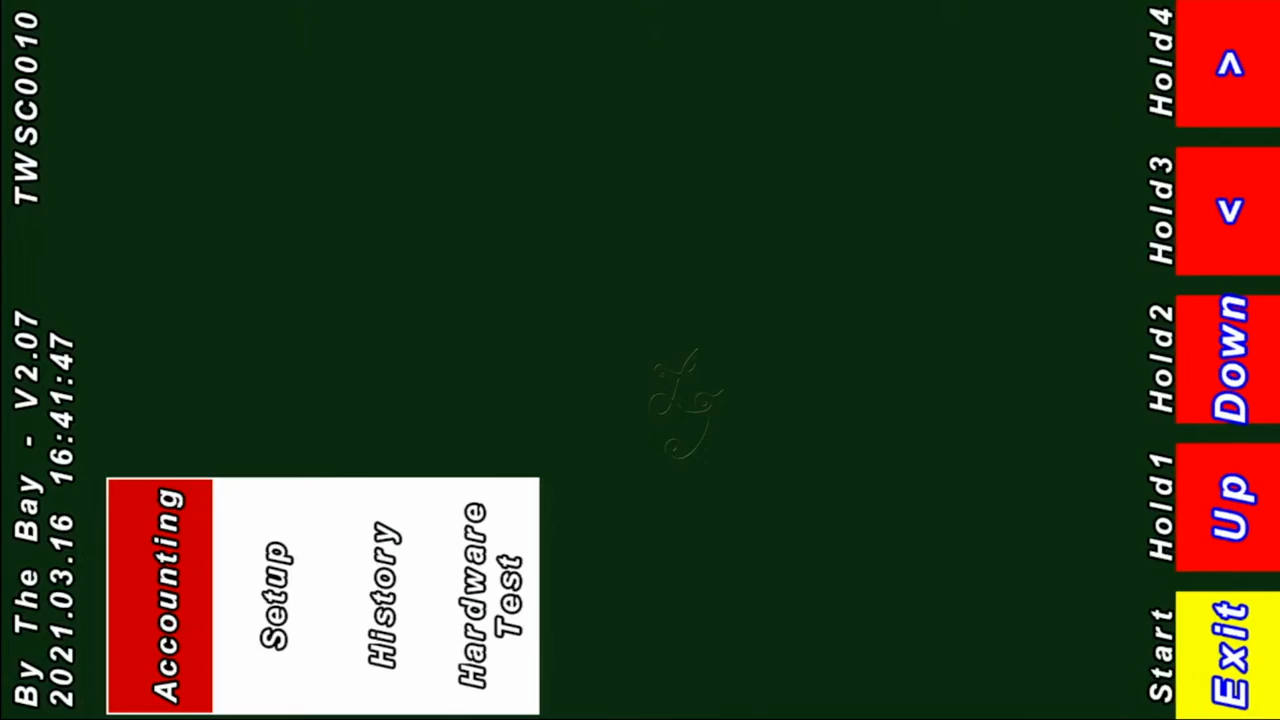 By The Bay - V2.07 TWSC0010
2021.03.16 16:41:47
Accounting
Setup
History
Hardware
Test
Start Hold1 Hold2 Hold3 Hold4
Exit Up Down < >